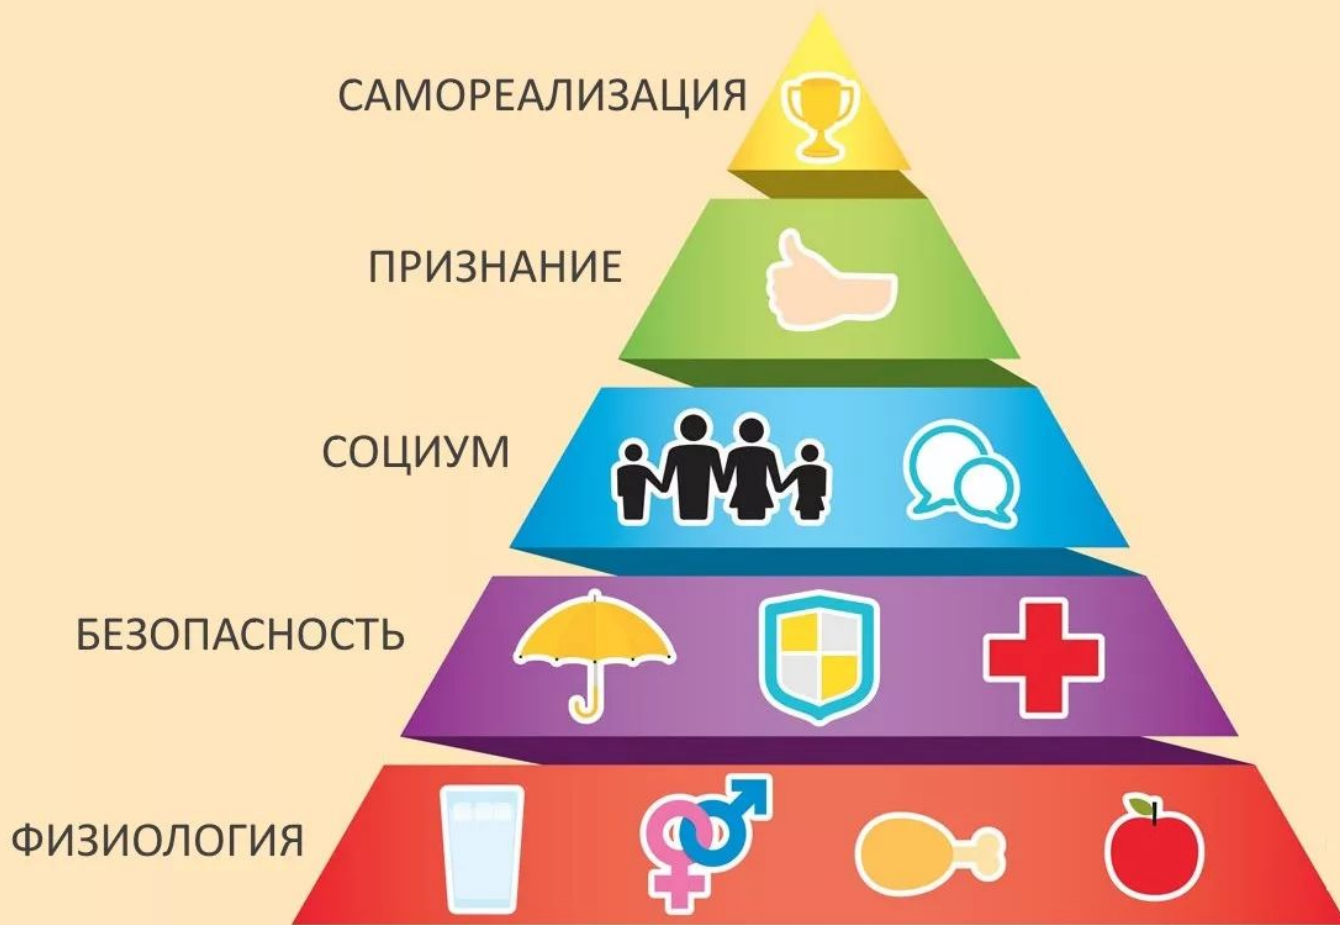 САМОРЕАЛИЗАЦИЯ
ПРИЗНАНИЕ
СОЦИУМ
БЕЗОПАСНОСТЬ
ФИЗИОЛОГИЯ